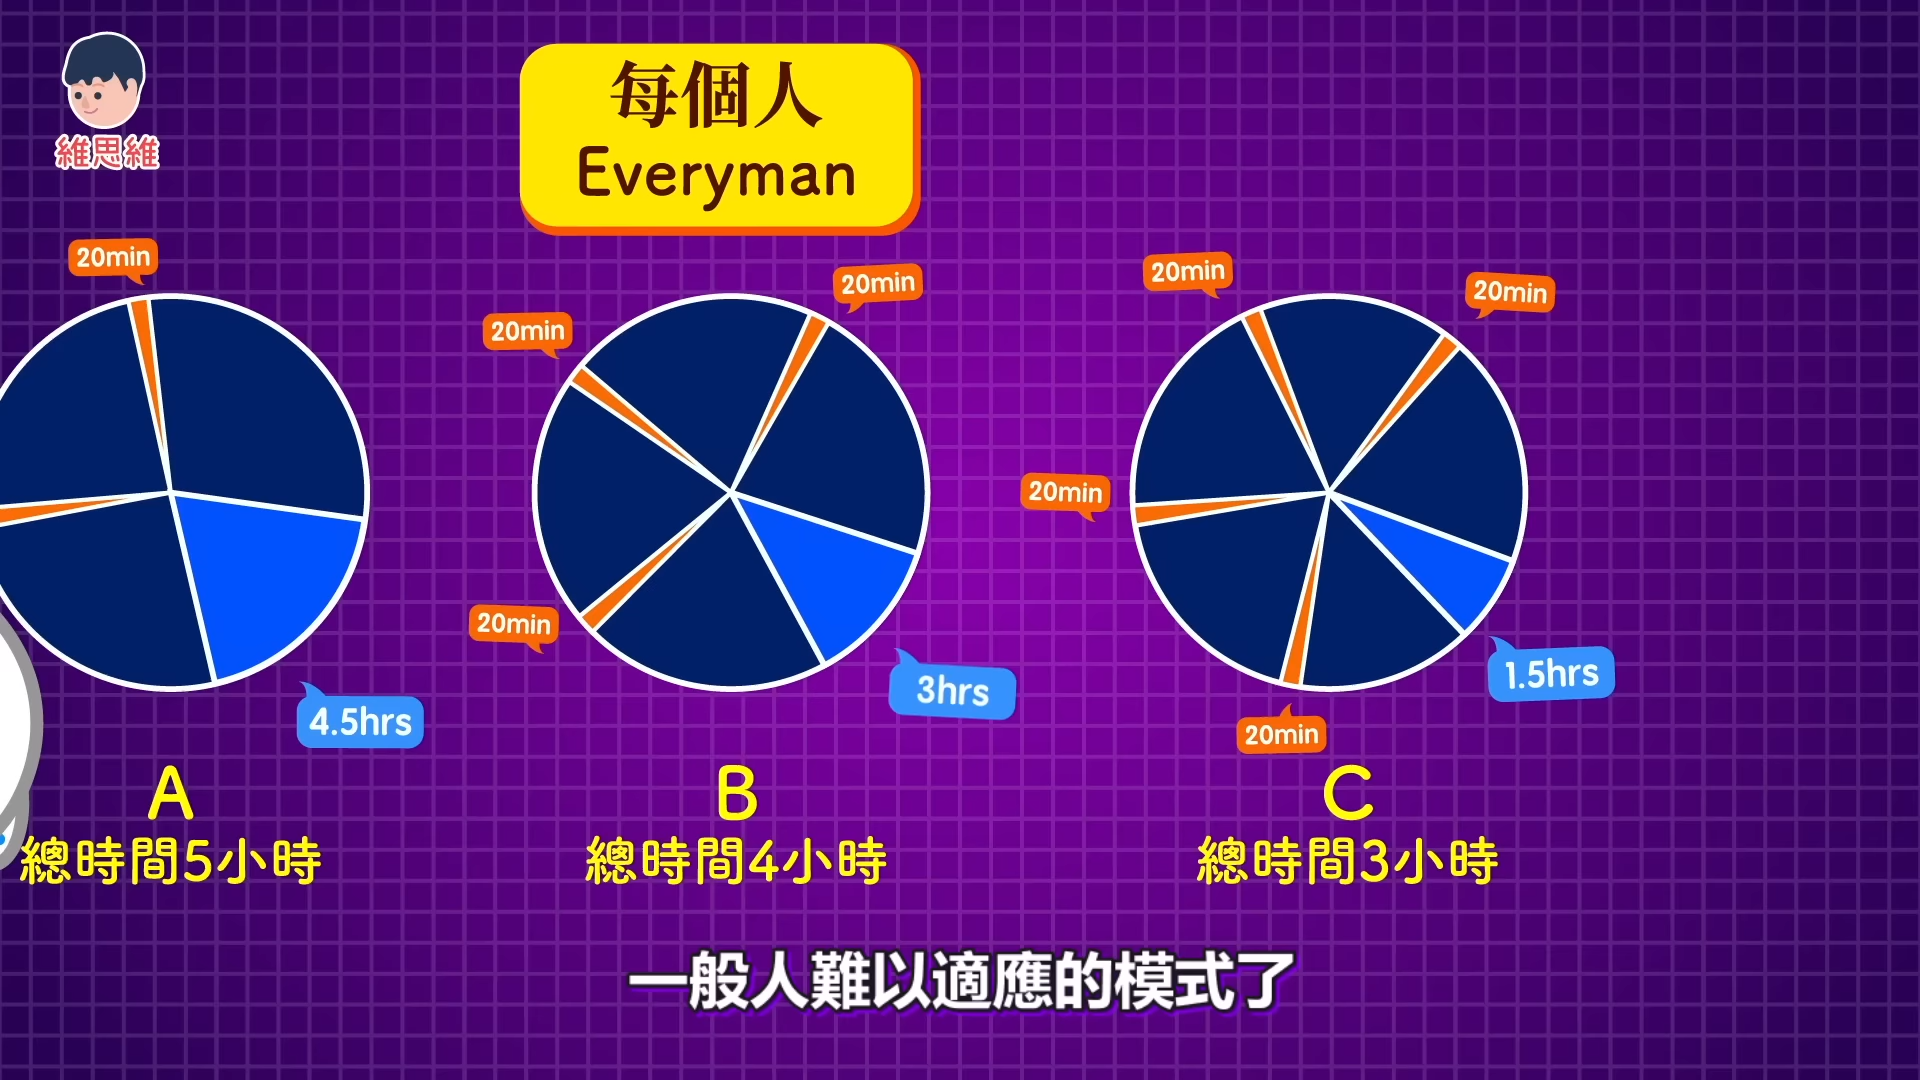 維思維
每個人
Everyman
20min
4.5hrs
A
總時間5小時
20min
20min
20min
3hrs
B
總時間4小時
20min
20min
20min
20min
1.5hrs
C
總時間3小時
一般人難以適應的模式了